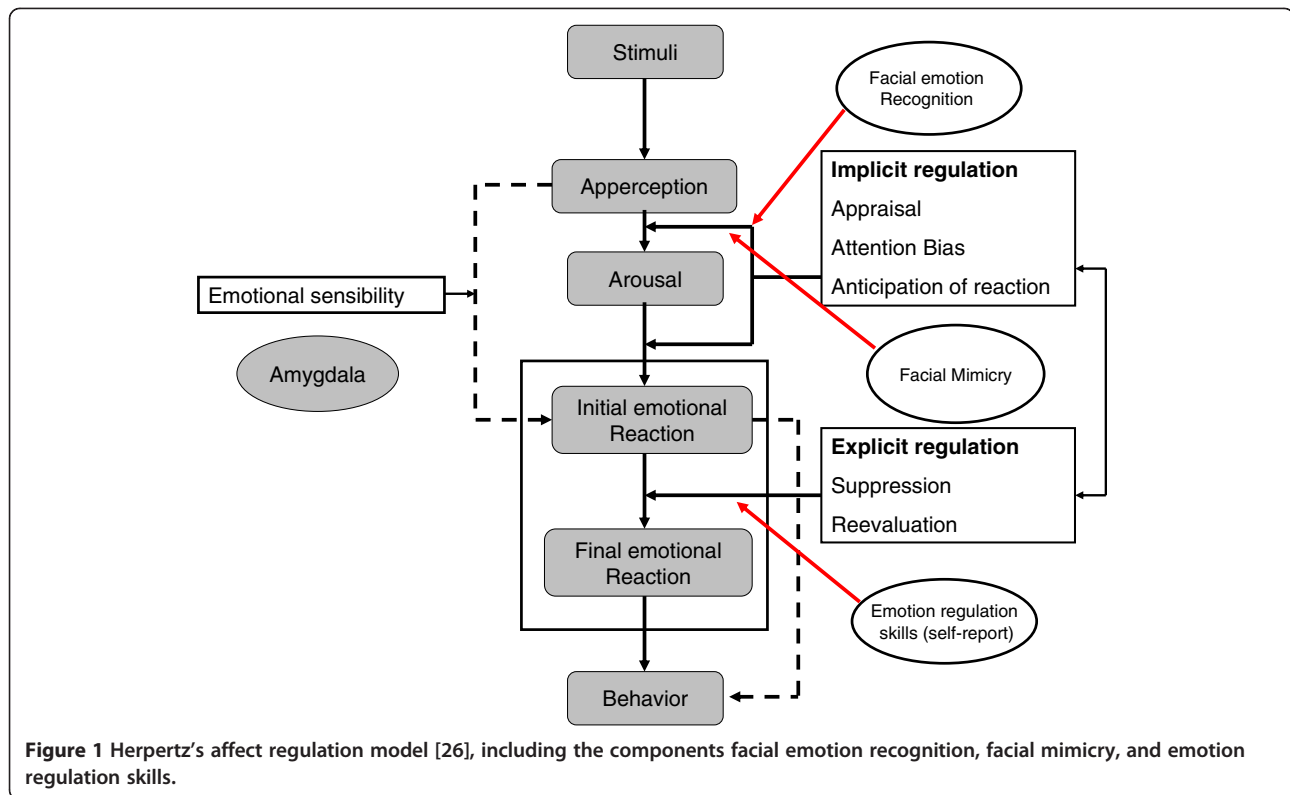 Stimuli
Facial emotion
Recognition
Apperception
Implicit regulation
Appraisal
Attention Bias
Anticipation of reaction
Arousal
Emotional sensibility
Amygdala
Facial Mimicry
Initial emotional
Reaction
Explicit regulation
Suppression
Reevaluation
Final emotional
Reaction
Emotion regulation
skills (self-report)
Behavior
Figure 1 Herpertz's affect regulation model [26], including the components facial emotion recognition, facial mimicry, and emotion
regulation skills.